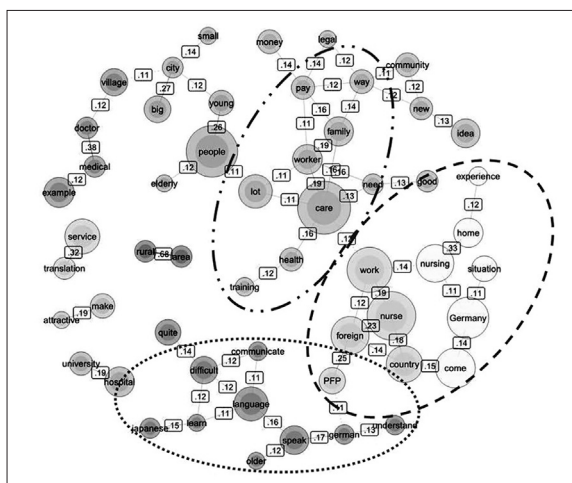 small
money
legal
.14
city
.14
.14
.12
community
village
.11
.12
pay
.12
way
.11
.27
.12
.12
big
young
.16
.14
new
.12
doctor
.26
.11
family
.13
idea
.38
people
worker
.19
medical
.12
.11
.16
.16
experience
example
.12
elderly
lot
.11
.19
.13
need
.13
good
.11
care
.12
service
.16
.12
home
.32
rural
.68
area
health
work
.14
nursing
.33
translation
.12
situation
training
.19
.11
.11
make
.12
nurse
Germany
.19
.23
attractive
foreign
.18
quite
.14
.14
.14
communicate
.25
country
.15
come
university
difficult
.12
PFP
.19
hospital
.12
.11
.12
language
.11
.11
japanese
.15
learn
.16
understand
speak
.17
german
.13
.12
older